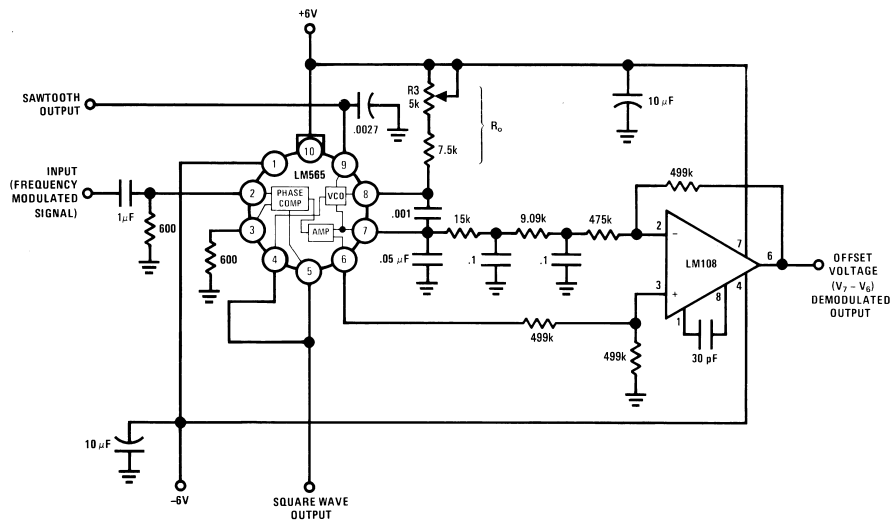 +6V
SAWTOOTH
OUTPUT
.0027
R3
5k
Ro
7.5k
10 μF
INPUT
(FREQUENCY
MODULATED
SIGNAL)
1μF
600
600
LM565
1
2
3
4
5
6
7
8
9
10
PHASE
COMP
VCO
AMP
.001
.05 μF
15k
.1
9.09k
.1
475k
499k
499k
499k
2
−
3
+
LM108
7
6
4
8
1
30 pF
OFFSET
VOLTAGE
(V7 – V6)
DEMODULATED
OUTPUT
10 μF
–6V
SQUARE WAVE
OUTPUT